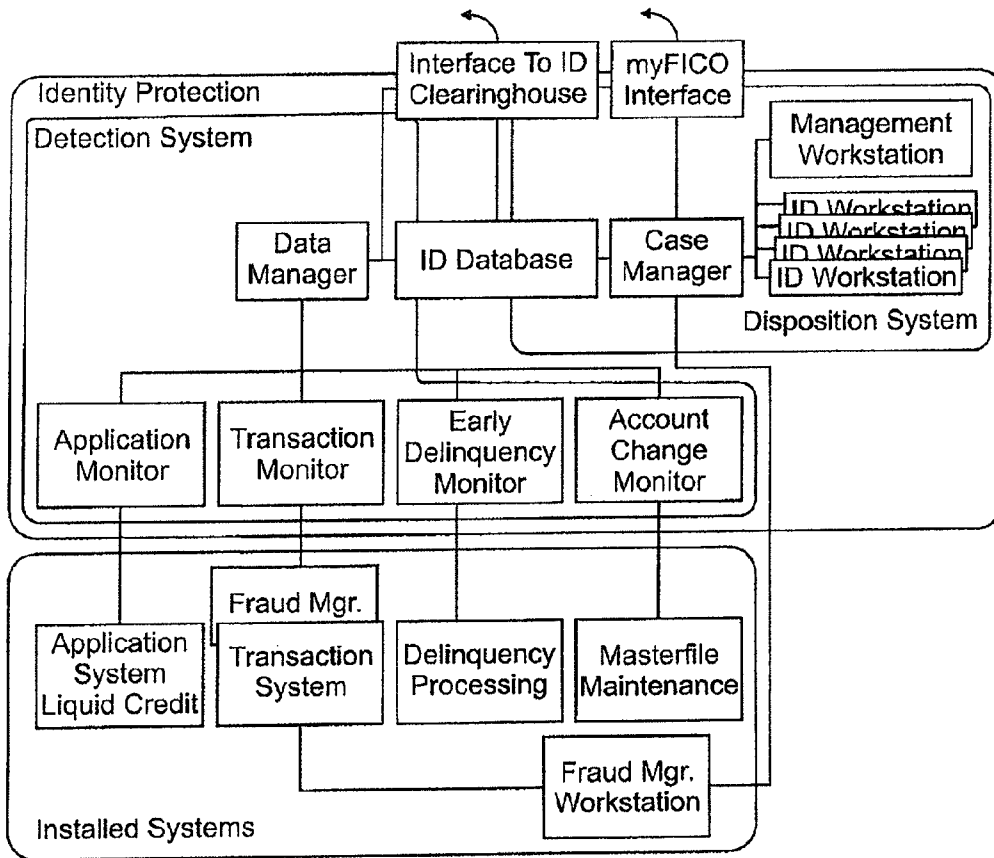 Interface To ID
Clearinghouse
myFICO
Interface
Identity Protection
Detection System
Management
Workstation
ID Workstation
ID Workstation
ID Workstation
ID Workstation
Data
Manager
ID Database
Case
Manager
Disposition System
Application
Monitor
Transaction
Monitor
Early
Delinquency
Monitor
Account
Change
Monitor
Fraud Mgr.
Application
System
Liquid Credit
Transaction
System
Delinquency
Processing
Masterfile
Maintenance
Fraud Mgr.
Workstation
Installed Systems